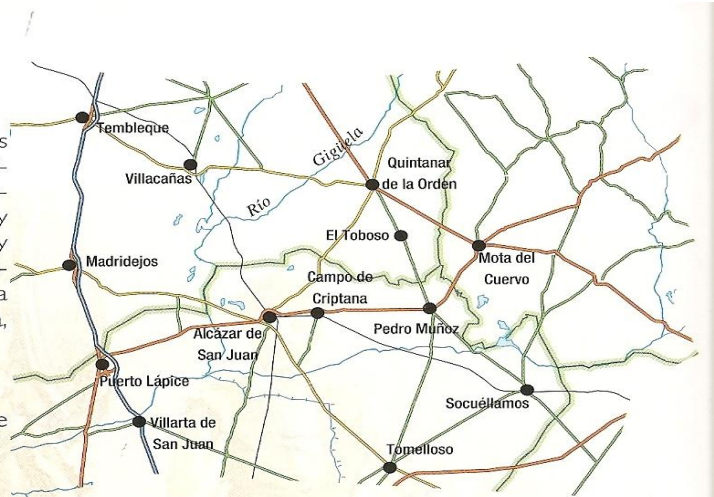 Tembleque
Villacañas
Río
Gigüela
Quintanar
de la Orden
El Toboso
Mota del
Cuervo
Madridejos
Campo de
Criptana
Alcázar de
San Juan
Pedro Muñoz
Puerto Lápice
Socuéllamos
Villarta de
San Juan
Tomelloso
s
y
y
a
e